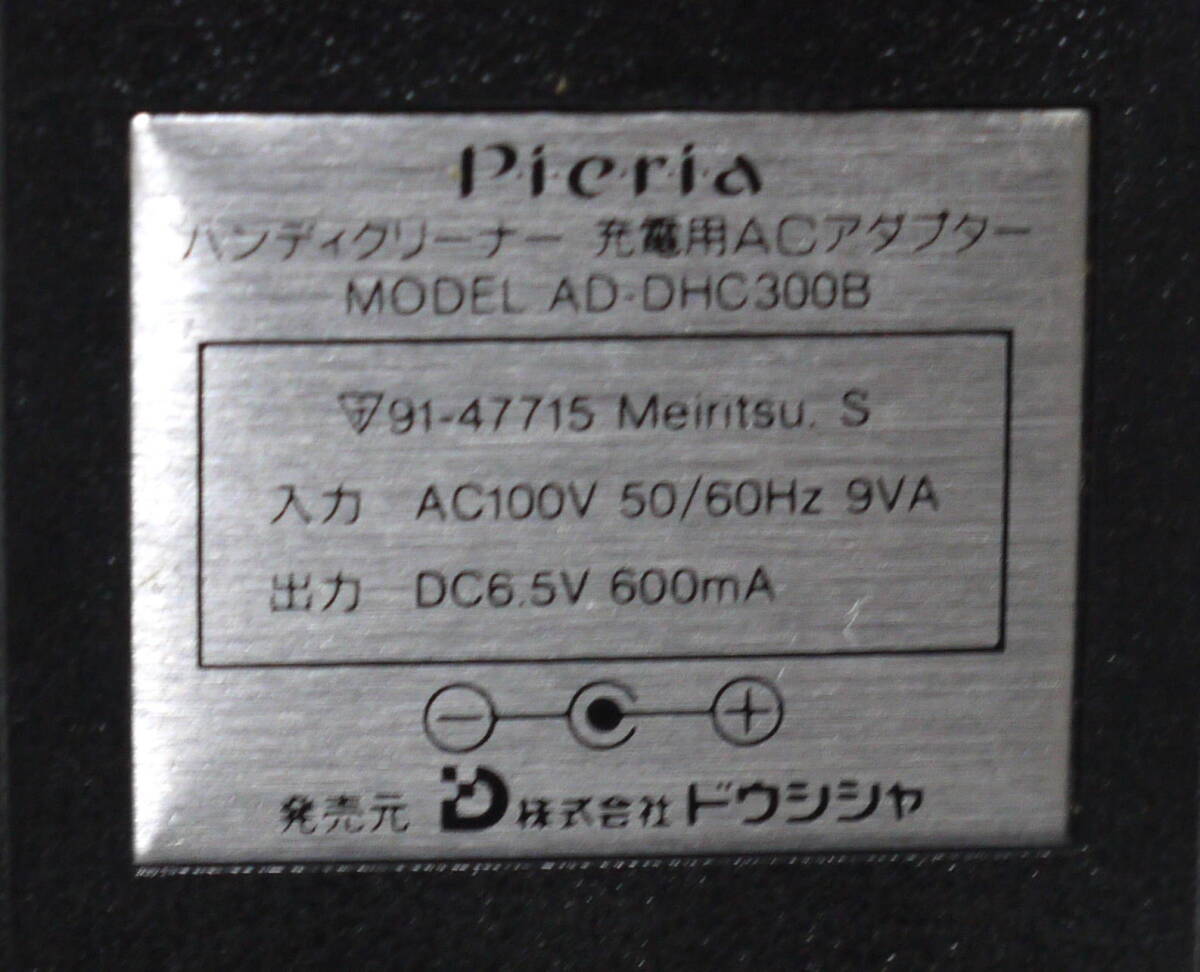 Pieria
ハンディクリーナー 充電用ACアダプター
MODEL AD-DHC300B
91-47715 Meiritsu. S
入力 AC100V 50/60Hz 9VA
出力 DC6.5V 600mA
発売元 株式会社ドウシシャ